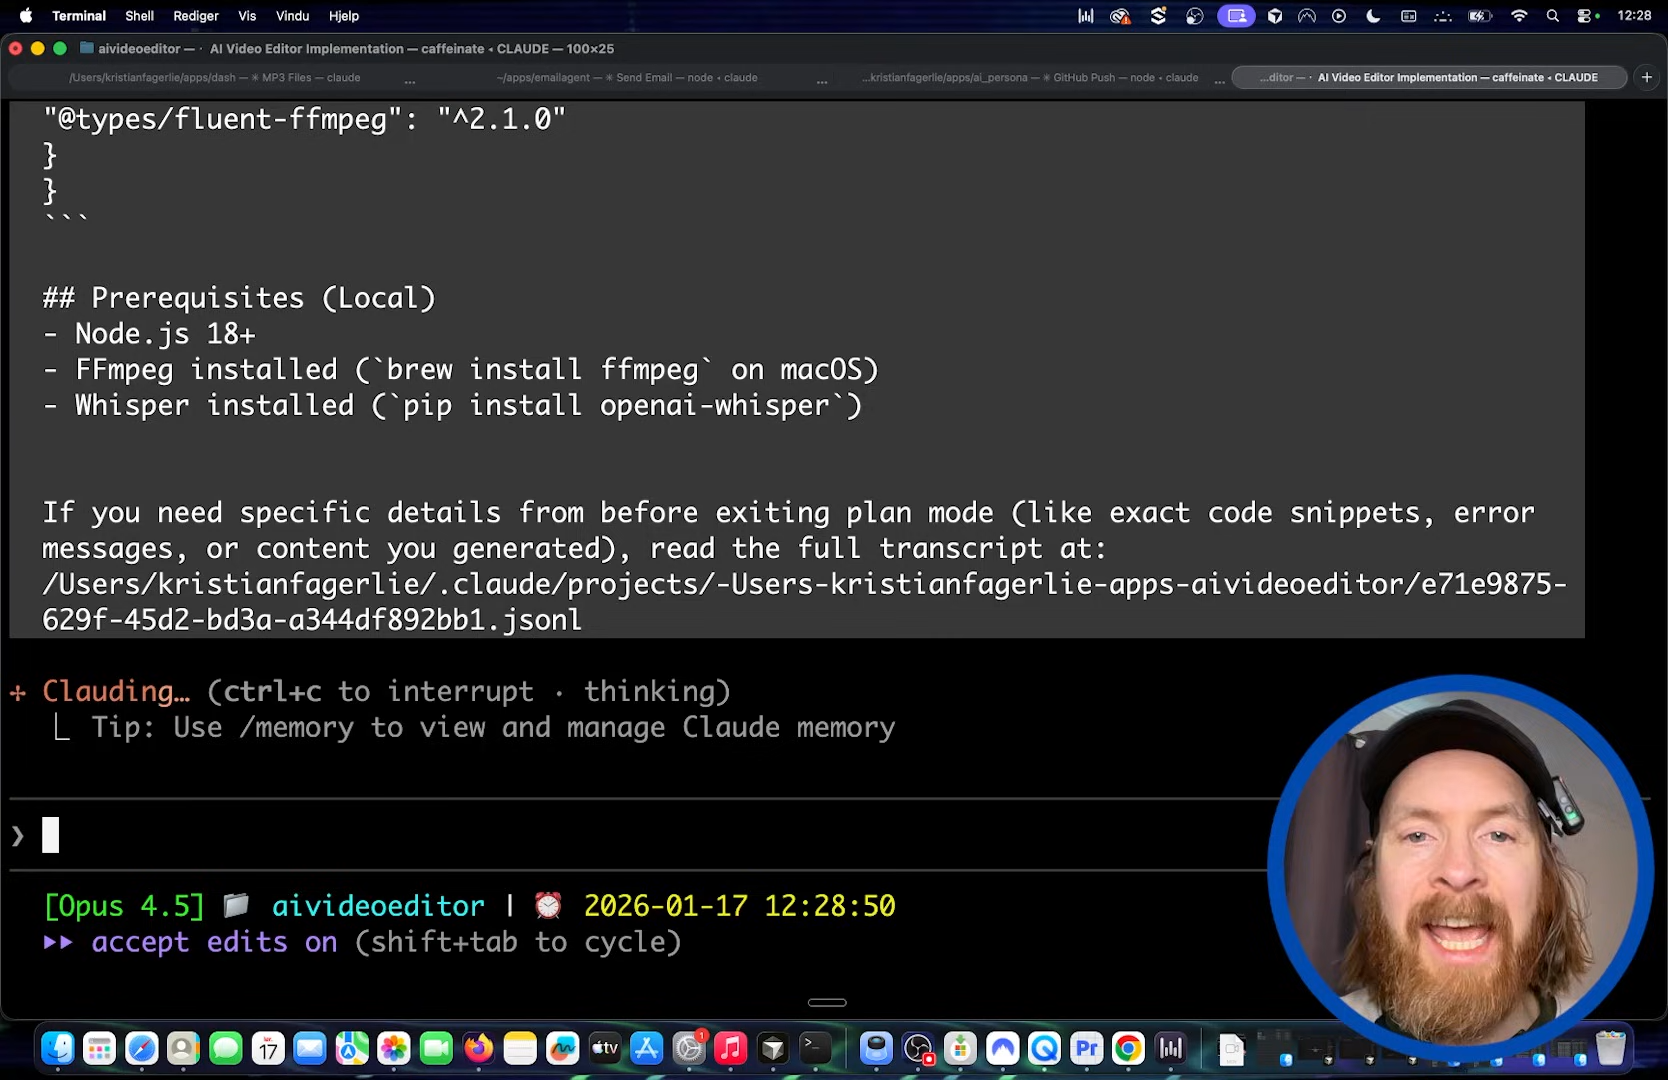 Terminal Shell Rediger Vis Vindu Hjelp 12:28
aivideoeditor — · AI Video Editor Implementation — caffeinate ◂ CLAUDE — 100×25
/Users/kristianfagerlie/apps/dash — ✳ MP3 Files — claude ... ~/apps/emailagent — ✳ Send Email — node ◂ claude ... ...kristianfagerlie/apps/ai_persona — ✳ GitHub Push — node ◂ claude ... ...ditor — · AI Video Editor Implementation — caffeinate ◂ CLAUDE +
"@types/fluent-ffmpeg": "^2.1.0"
}
}
```
## Prerequisites (Local)
- Node.js 18+
- FFmpeg installed (`brew install ffmpeg` on macOS)
- Whisper installed (`pip install openai-whisper`)
If you need specific details from before exiting plan mode (like exact code snippets, error
messages, or content you generated), read the full transcript at:
/Users/kristianfagerlie/.claude/projects/-Users-kristianfagerlie-apps-aivideoeditor/e71e9875-
629f-45d2-bd3a-a344df892bb1.jsonl
✢ Clauding… (ctrl+c to interrupt · thinking)
⎿ Tip: Use /memory to view and manage Claude memory
❯
[Opus 4.5] 📁 aivideoeditor | ⏰ 2026-01-17 12:28:50
⏵⏵ accept edits on (shift+tab to cycle)
17 tv 1 >_ Pr